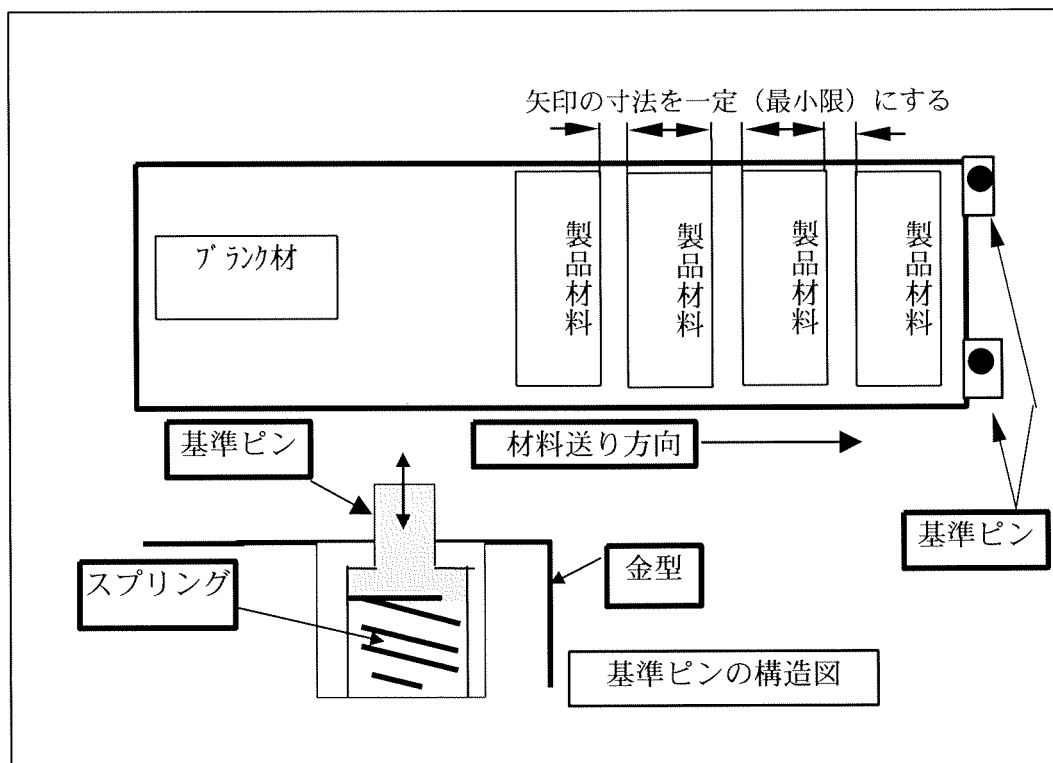 矢印の寸法を一定（最小限）にする
ブランク材
製品材料
製品材料
製品材料
製品材料
基準ピン
材料送り方向
基準ピン
スプリング
金型
基準ピンの構造図